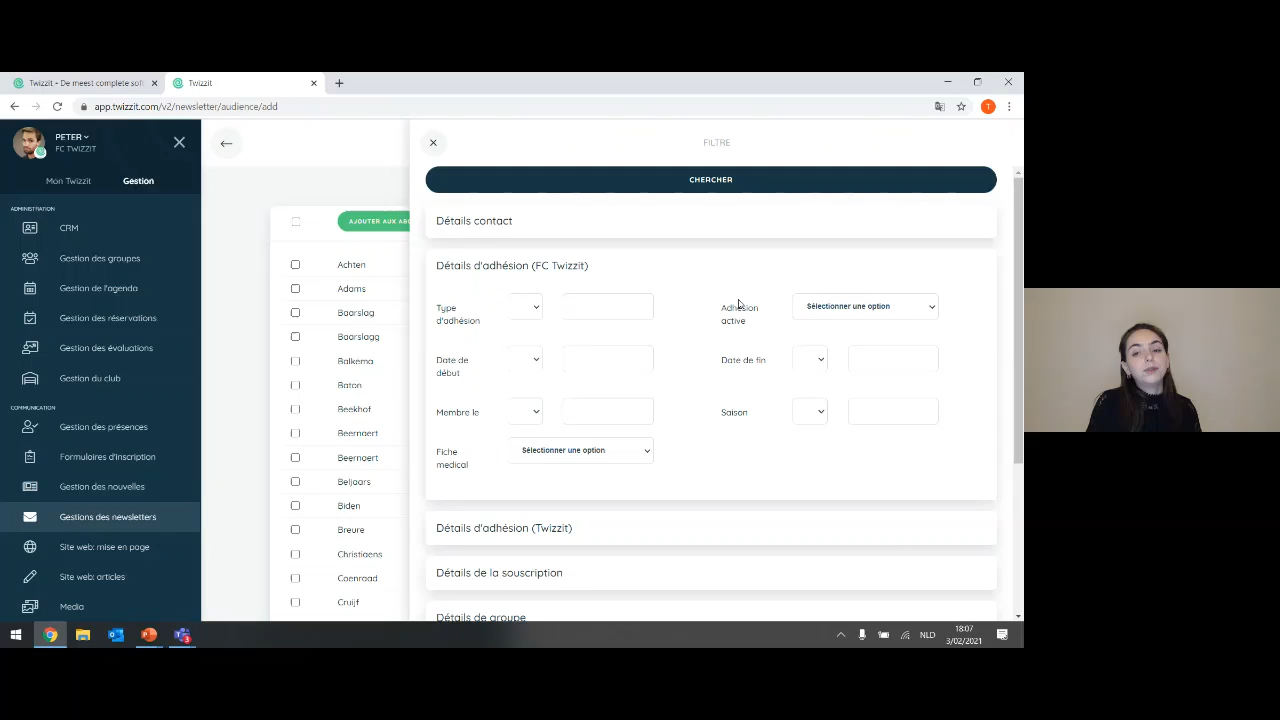 Twizzit - De meest complete soft
Twizzit
app.twizzit.com/v2/newsletter/audience/add
T
PETER
FC TWIZZIT
Mon Twizzit
Gestion
ADMINISTRATION
CRM
Gestion des groupes
Gestion de l'agenda
Gestion des réservations
Gestion des évaluations
Gestion du club
COMMUNICATION
Gestion des présences
Formulaires d'inscription
Gestion des nouvelles
Gestions des newsletters
Site web: mise en page
Site web: articles
Media
AJOUTER AUX ABO
Achten
Adams
Baarslag
Baarslagg
Balkema
Baton
Beekhof
Beernaert
Beernaert
Beljaars
Biden
Breure
Christiaens
Coenraad
Cruijf
FILTRE
CHERCHER
Détails contact
Détails d'adhésion (FC Twizzit)
Type
d'adhésion
Adhésion
active
Sélectionner une option
Date de
début
Date de fin
Membre le
Saison
Fiche
medical
Sélectionner une option
Détails d'adhésion (Twizzit)
Détails de la souscription
Détails de groupe
NLD
18:07
3/02/2021